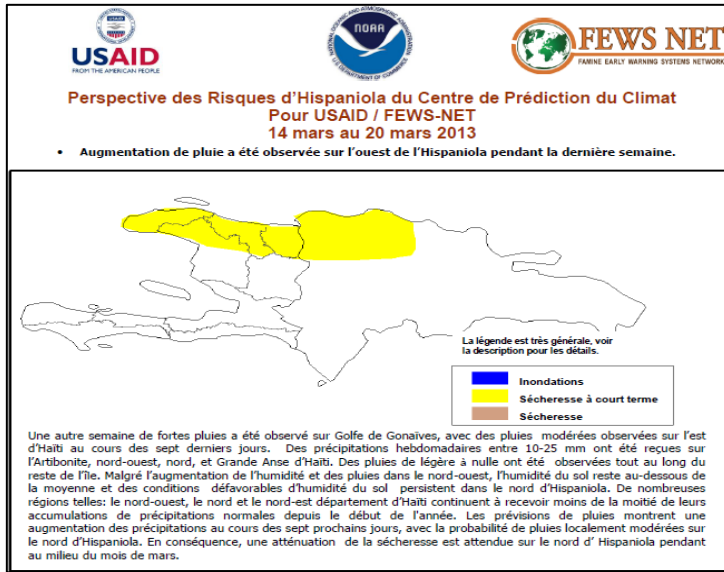 USAID
FROM THE AMERICAN PEOPLE
NOAA
NATIONAL OCEANIC AND ATMOSPHERIC ADMINISTRATION
U.S. DEPARTMENT OF COMMERCE
FEWS NET
FAMINE EARLY WARNING SYSTEMS NETWORK
Perspective des Risques d'Hispaniola du Centre de Prédiction du Climat
Pour USAID / FEWS-NET
14 mars au 20 mars 2013
• Augmentation de pluie a été observée sur l'ouest de l'Hispaniola pendant la dernière semaine.
La légende est très générale, voir
la description pour les détails.
Inondations
Sécheresse à court terme
Sécheresse
Une autre semaine de fortes pluies a été observé sur Golfe de Gonaïves, avec des pluies modérées observées sur l'est
d'Haïti au cours des sept derniers jours. Des précipitations hebdomadaires entre 10-25 mm ont été reçues sur
l'Artibonite, nord-ouest, nord, et Grande Anse d'Haïti. Des pluies de légère à nulle ont été observées tout au long du
reste de l'île. Malgré l'augmentation de l'humidité et des pluies dans le nord-ouest, l'humidité du sol reste au-dessous de
la moyenne et des conditions défavorables d'humidité du sol persistent dans le nord d'Hispaniola. De nombreuses
régions telles: le nord-ouest, le nord et le nord-est département d'Haïti continuent à recevoir moins de la moitié de leurs
accumulations de précipitations normales depuis le début de l'année. Les prévisions de pluies montrent une
augmentation des précipitations au cours des sept prochains jours, avec la probabilité de pluies localement modérées sur
le nord d'Hispaniola. En conséquence, une atténuation de la sécheresse est attendue sur le nord d' Hispaniola pendant
au milieu du mois de mars.